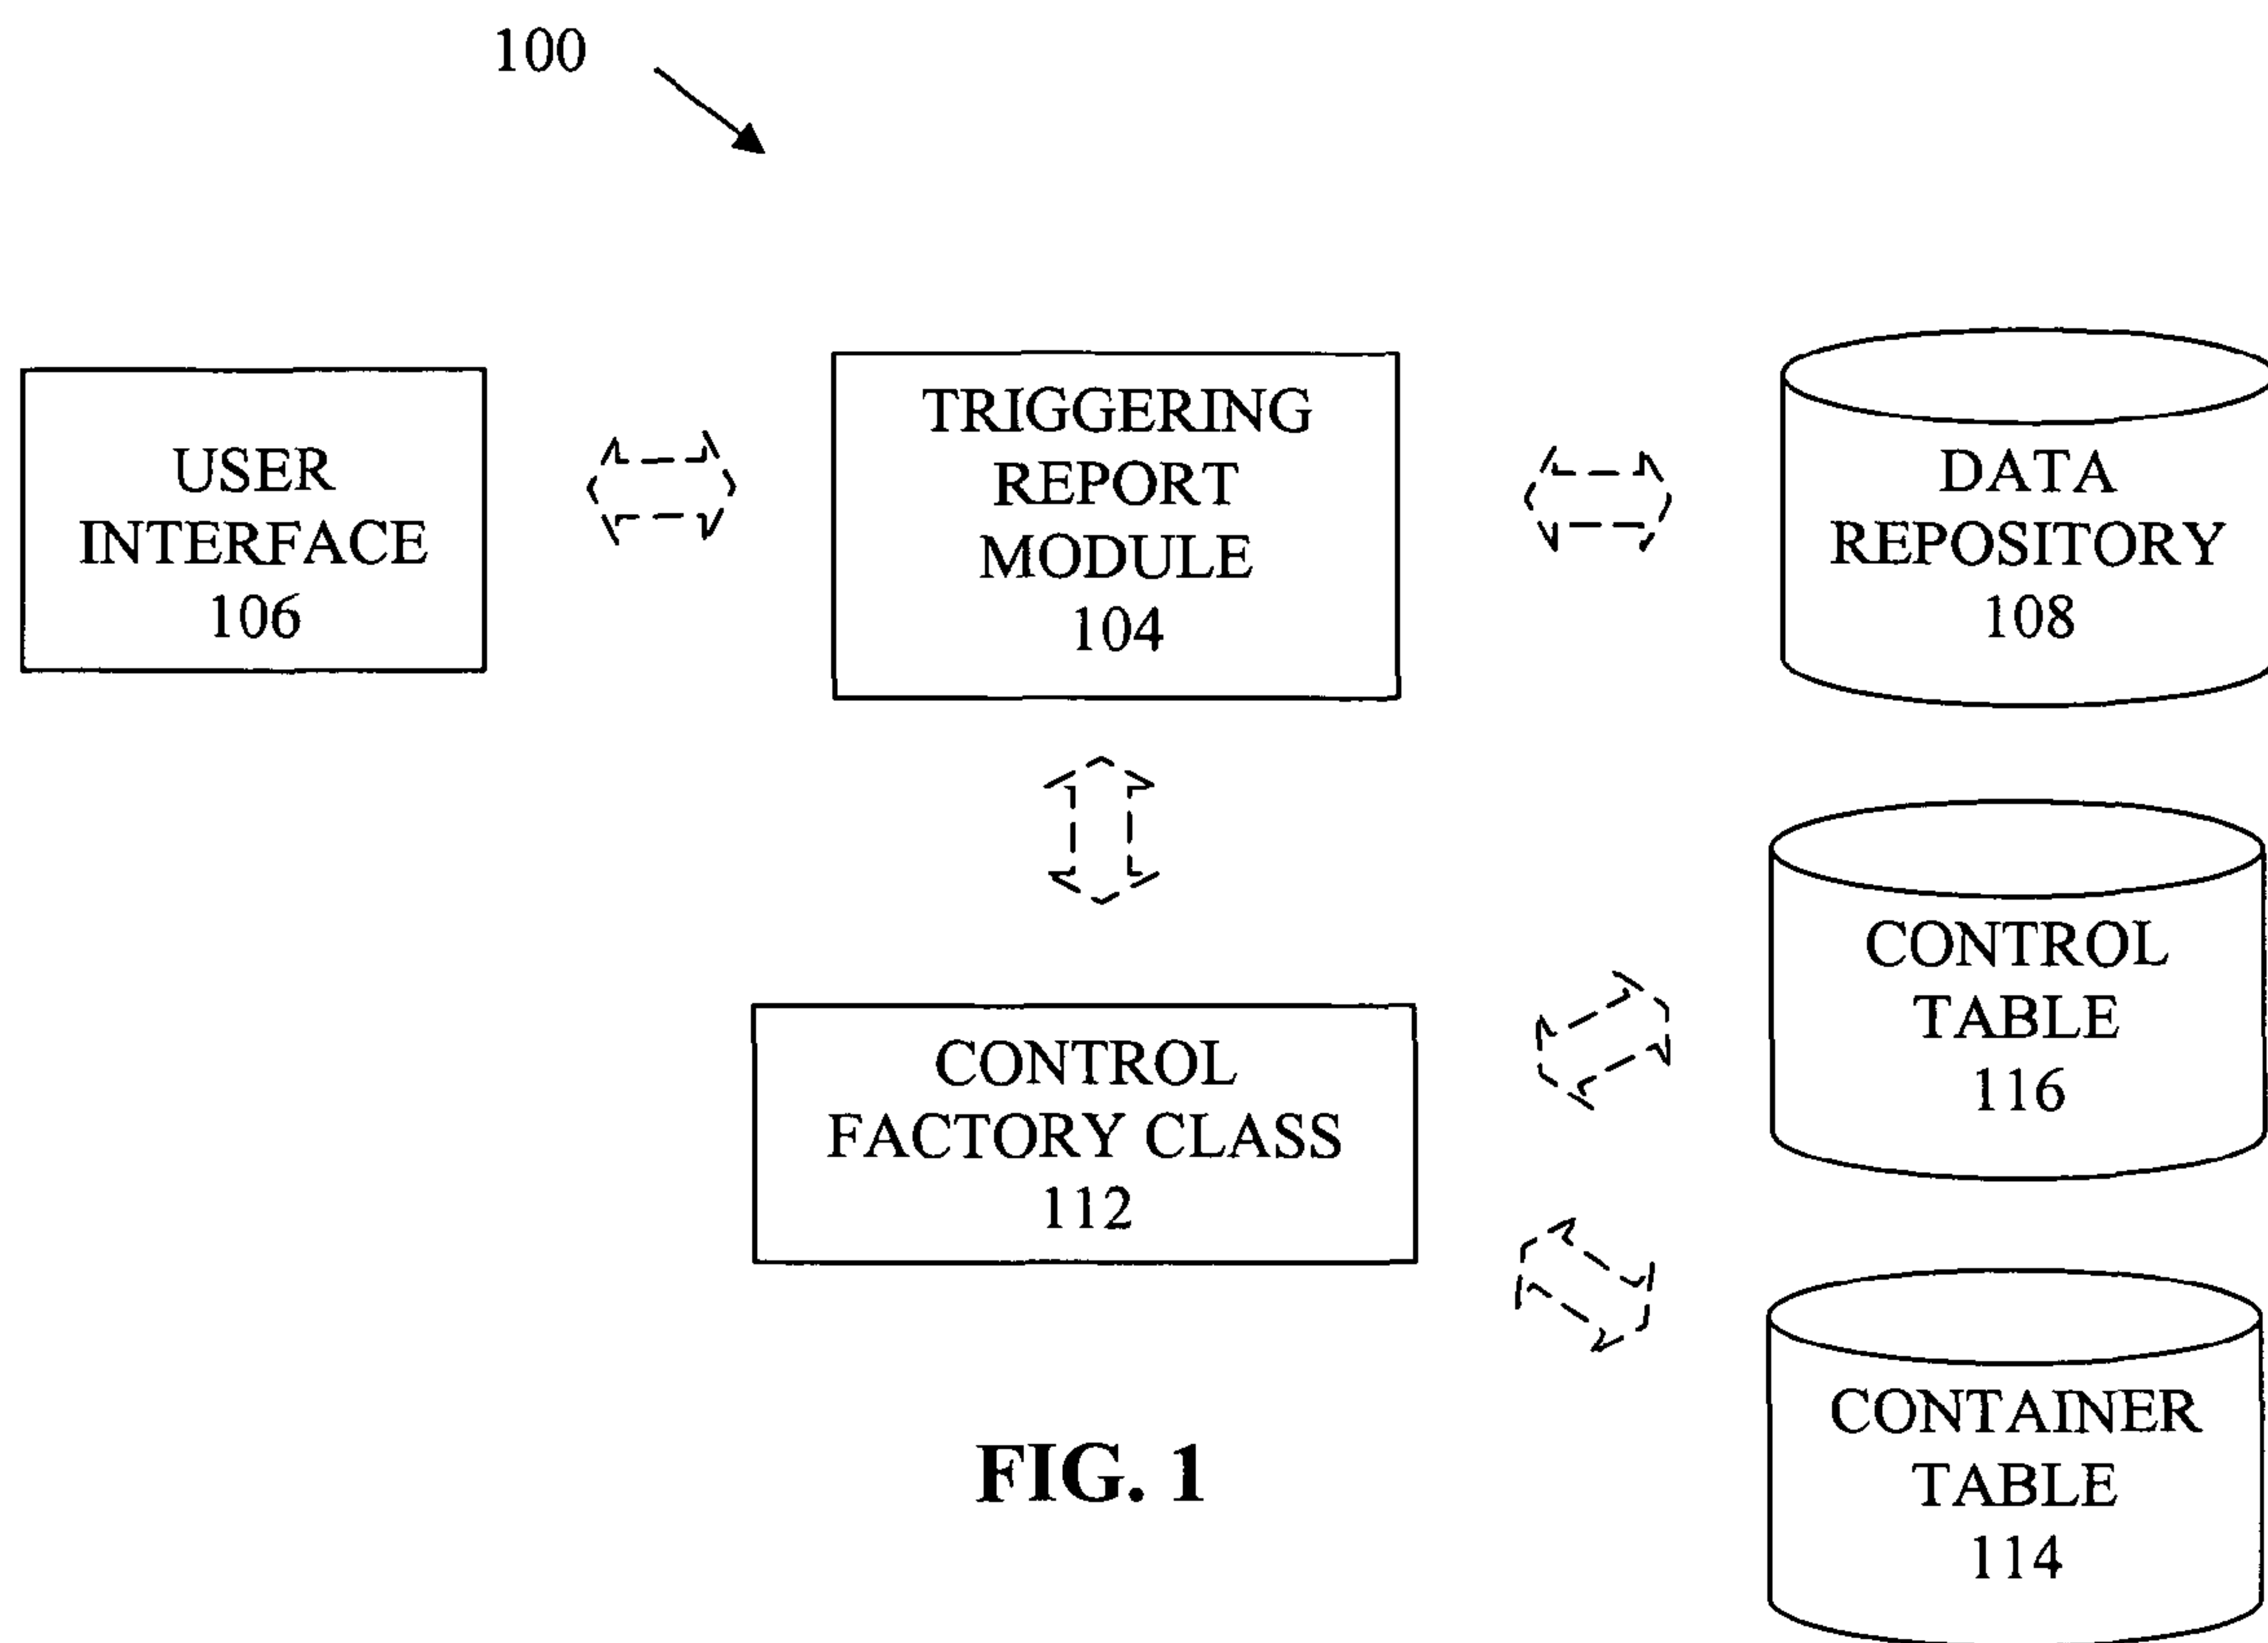 100
USER
INTERFACE
106
TRIGGERING
REPORT
MODULE
104
DATA
REPOSITORY
108
CONTROL
FACTORY CLASS
112
CONTROL
TABLE
116
CONTAINER
TABLE
114
FIG. 1